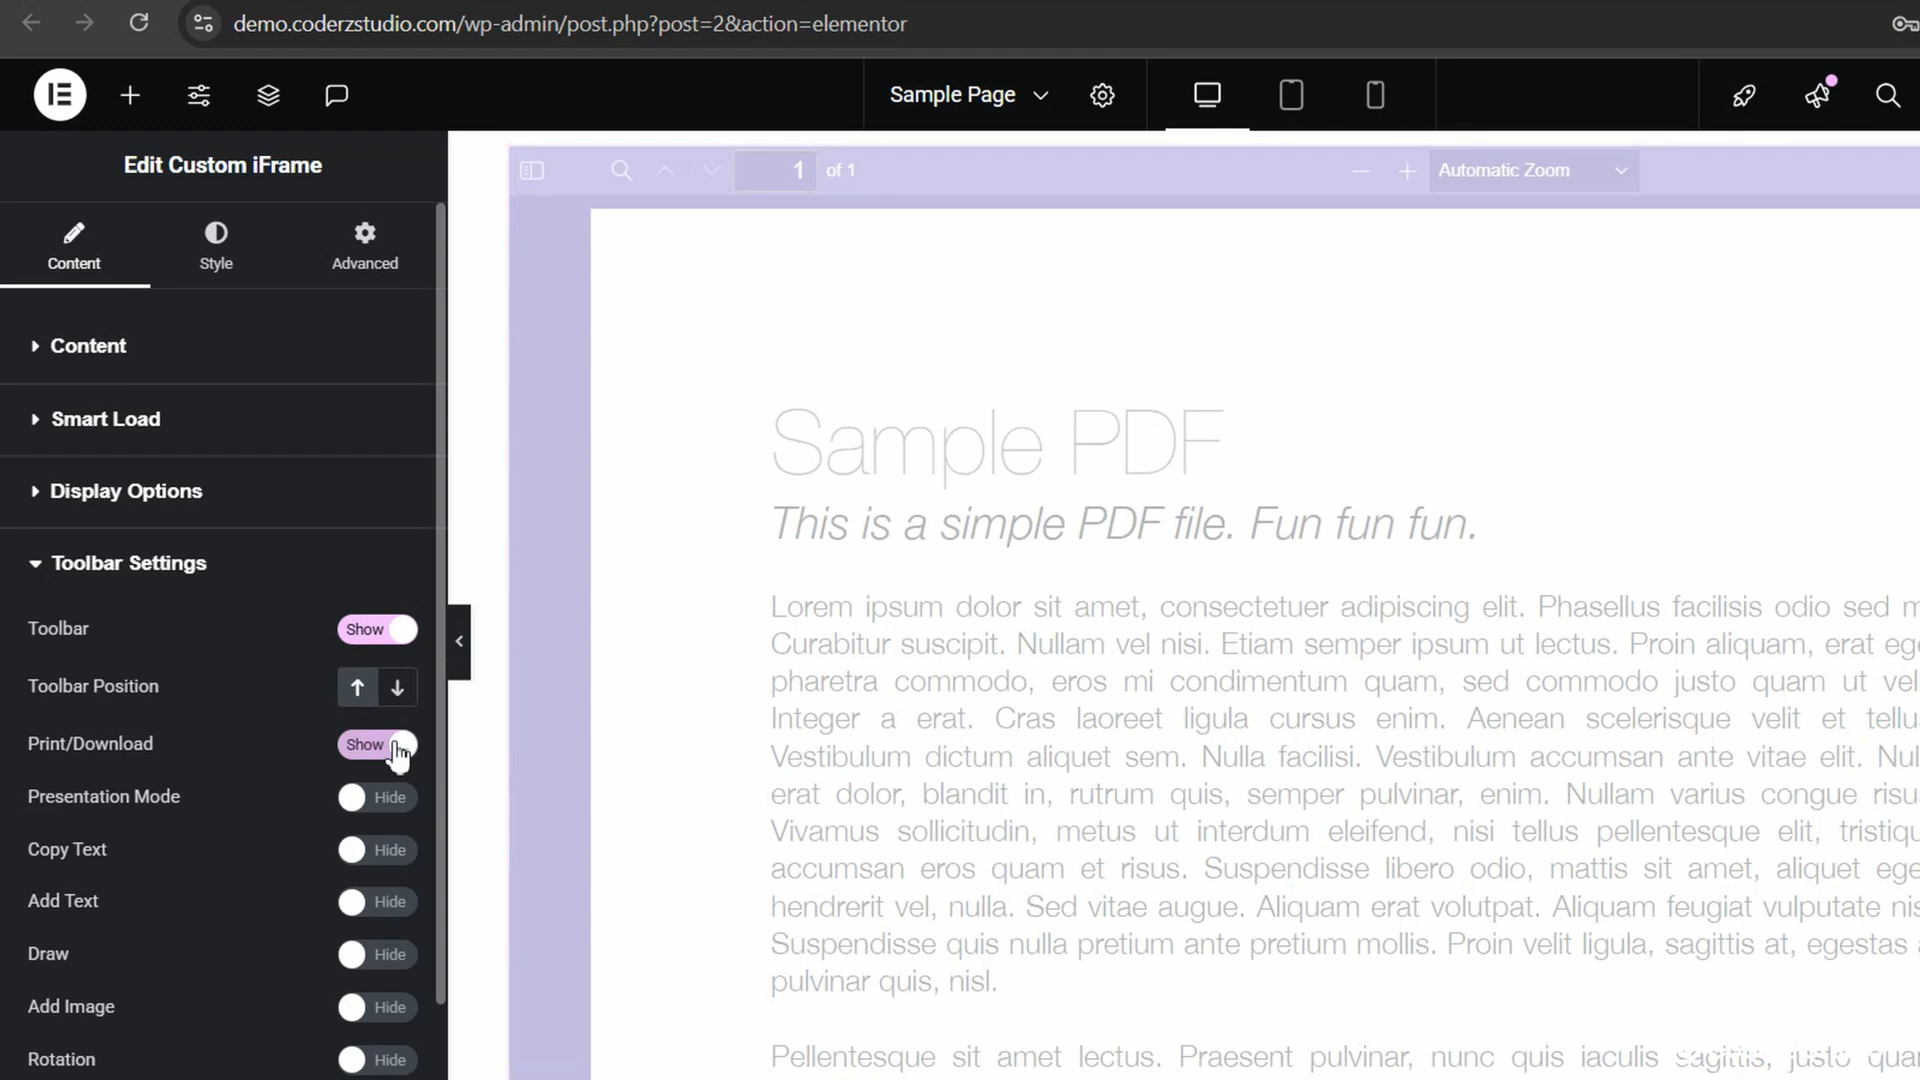 demo.coderzstudio.com/wp-admin/post.php?post=2&action=elementor
Sample Page
Edit Custom iFrame
Content
Style
Advanced
Content
Smart Load
Display Options
Toolbar Settings
Toolbar
Show
Toolbar Position
Print/Download
Show
Presentation Mode
Hide
Copy Text
Hide
Add Text
Hide
Draw
Hide
Add Image
Hide
Rotation
Hide
1 of 1
Automatic Zoom
Sample PDF
This is a simple PDF file. Fun fun fun.
Lorem ipsum dolor sit amet, consectetuer adipiscing elit. Phasellus facilisis odio sed
Curabitur suscipit. Nullam vel nisi. Etiam semper ipsum ut lectus. Proin aliquam, erat
pharetra commodo, eros mi condimentum quam, sed commodo justo quam ut
Integer a erat. Cras laoreet ligula cursus enim. Aenean scelerisque velit et
Vestibulum dictum aliquet sem. Nulla facilisi. Vestibulum accumsan ante vitae elit.
erat dolor, blandit in, rutrum quis, semper pulvinar, enim. Nullam varius congue
Vivamus sollicitudin, metus ut interdum eleifend, nisi tellus pellentesque elit,
accumsan eros quam et risus. Suspendisse libero odio, mattis sit amet, aliquet
hendrerit vel, nulla. Sed vitae augue. Aliquam erat volutpat. Aliquam feugiat vulputate
Suspendisse quis nulla pretium ante pretium mollis. Proin velit ligula, sagittis at, egestas
pulvinar quis, nisl.
Pellentesque sit amet lectus. Praesent pulvinar, nunc quis iaculis sagittis, justo